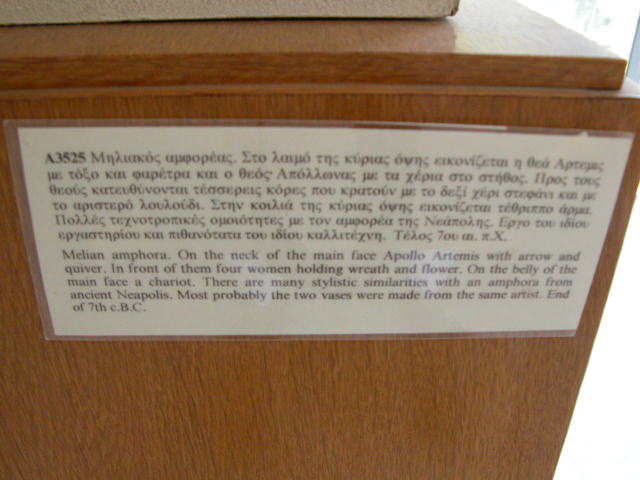 Α3525 Μηλιακός αμφορέας. Στο λαιμό της κύριας όψης εικονίζεται η θεά Αρτεμις
με τόξο και φαρέτρα και ο θεός Απόλλωνας με τα χέρια στο στήθος. Προς τους
θεούς κατευθύνονται τέσσερεις κόρες που κρατούν με το δεξί χέρι στεφάνι και με
το αριστερό λουλούδι. Στην κοιλιά της κύριας όψης εικονίζεται τέθριππο άρμα.
Πολλές τεχνοτροπικές ομοιότητες με τον αμφορέα της Νεάπολης. Εργο του ιδίου
εργαστηρίου και πιθανότατα του ιδίου καλλιτέχνη. Τέλος 7ου αι. π.Χ.
Melian amphora. On the neck of the main face Apollo Artemis with arrow and
quiver. In front of them four women holding wreath and flower. On the belly of the
main face a chariot. There are many stylistic similarities with an amphora from
ancient Neapolis. Most probably the two vases were made from the same artist. End
of 7th c.B.C.